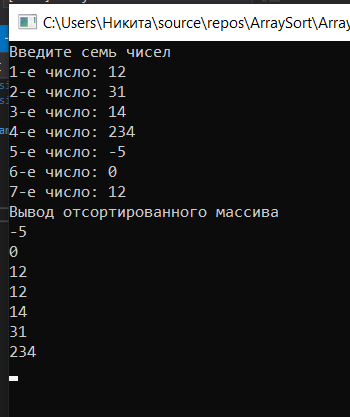 C:\Users\Никита\source\repos\ArraySort\Array
Введите семь чисел
1-е число: 12
2-е число: 31
3-е число: 14
4-е число: 234
5-е число: -5
6-е число: 0
7-е число: 12
Вывод отсортированного массива
-5
0
12
12
14
31
234